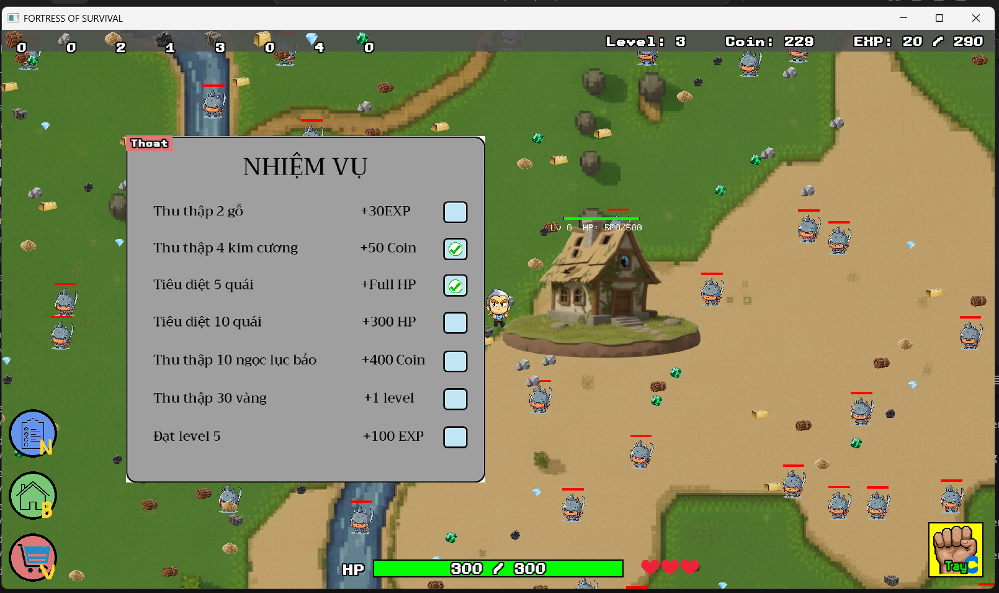 FORTRESS OF SURVIVAL
0 0 2 1 3 0 4 0
Level: 3 Coin: 229 EXP: 20 / 290
Thoat
NHIỆM VỤ
Thu thập 2 gỗ +30EXP
Thu thập 4 kim cương +50 Coin
Tiêu diệt 5 quái +Full HP
Tiêu diệt 10 quái +300 HP
Thu thập 10 ngọc lục bảo +400 Coin
Thu thập 30 vàng +1 level
Đạt level 5 +100 EXP
Lv 0 HP: 500/500
N
B
V
HP 300 / 300
Tay C